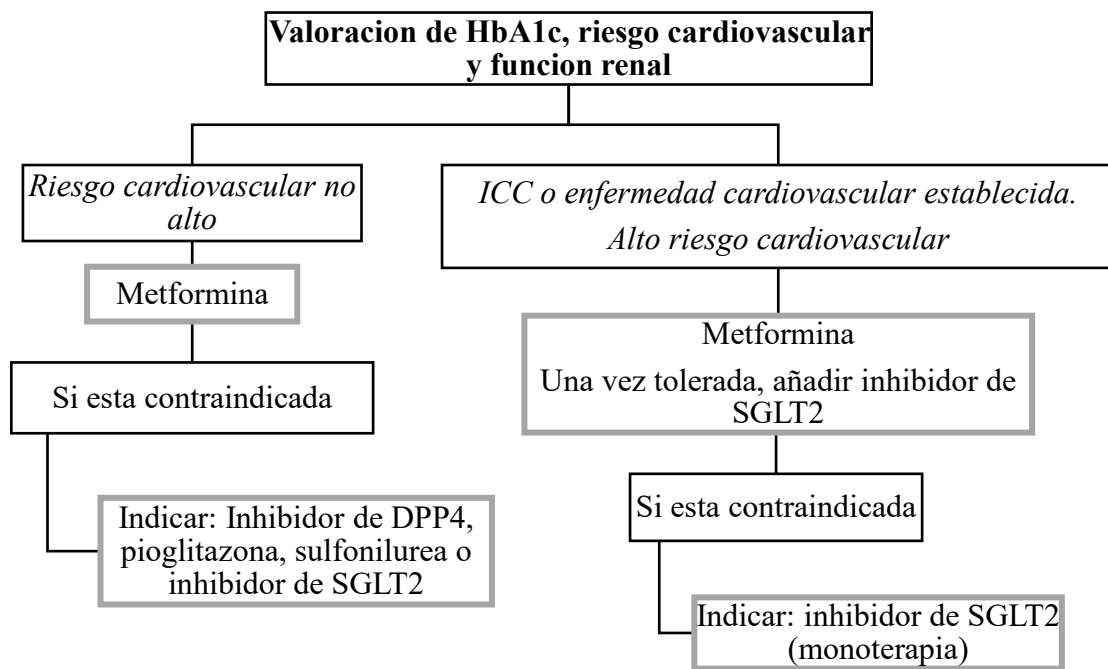 Valoracion de HbA1c, riesgo cardiovascular
y funcion renal
Riesgo cardiovascular no
alto
Metformina
Si esta contraindicada
Indicar: Inhibidor de DPP4,
pioglitazona, sulfonilurea o
inhibidor de SGLT2
ICC o enfermedad cardiovascular establecida.
Alto riesgo cardiovascular
Metformina
Una vez tolerada, añadir inhibidor de
SGLT2
Si esta contraindicada
Indicar: inhibidor de SGLT2
(monoterapia)